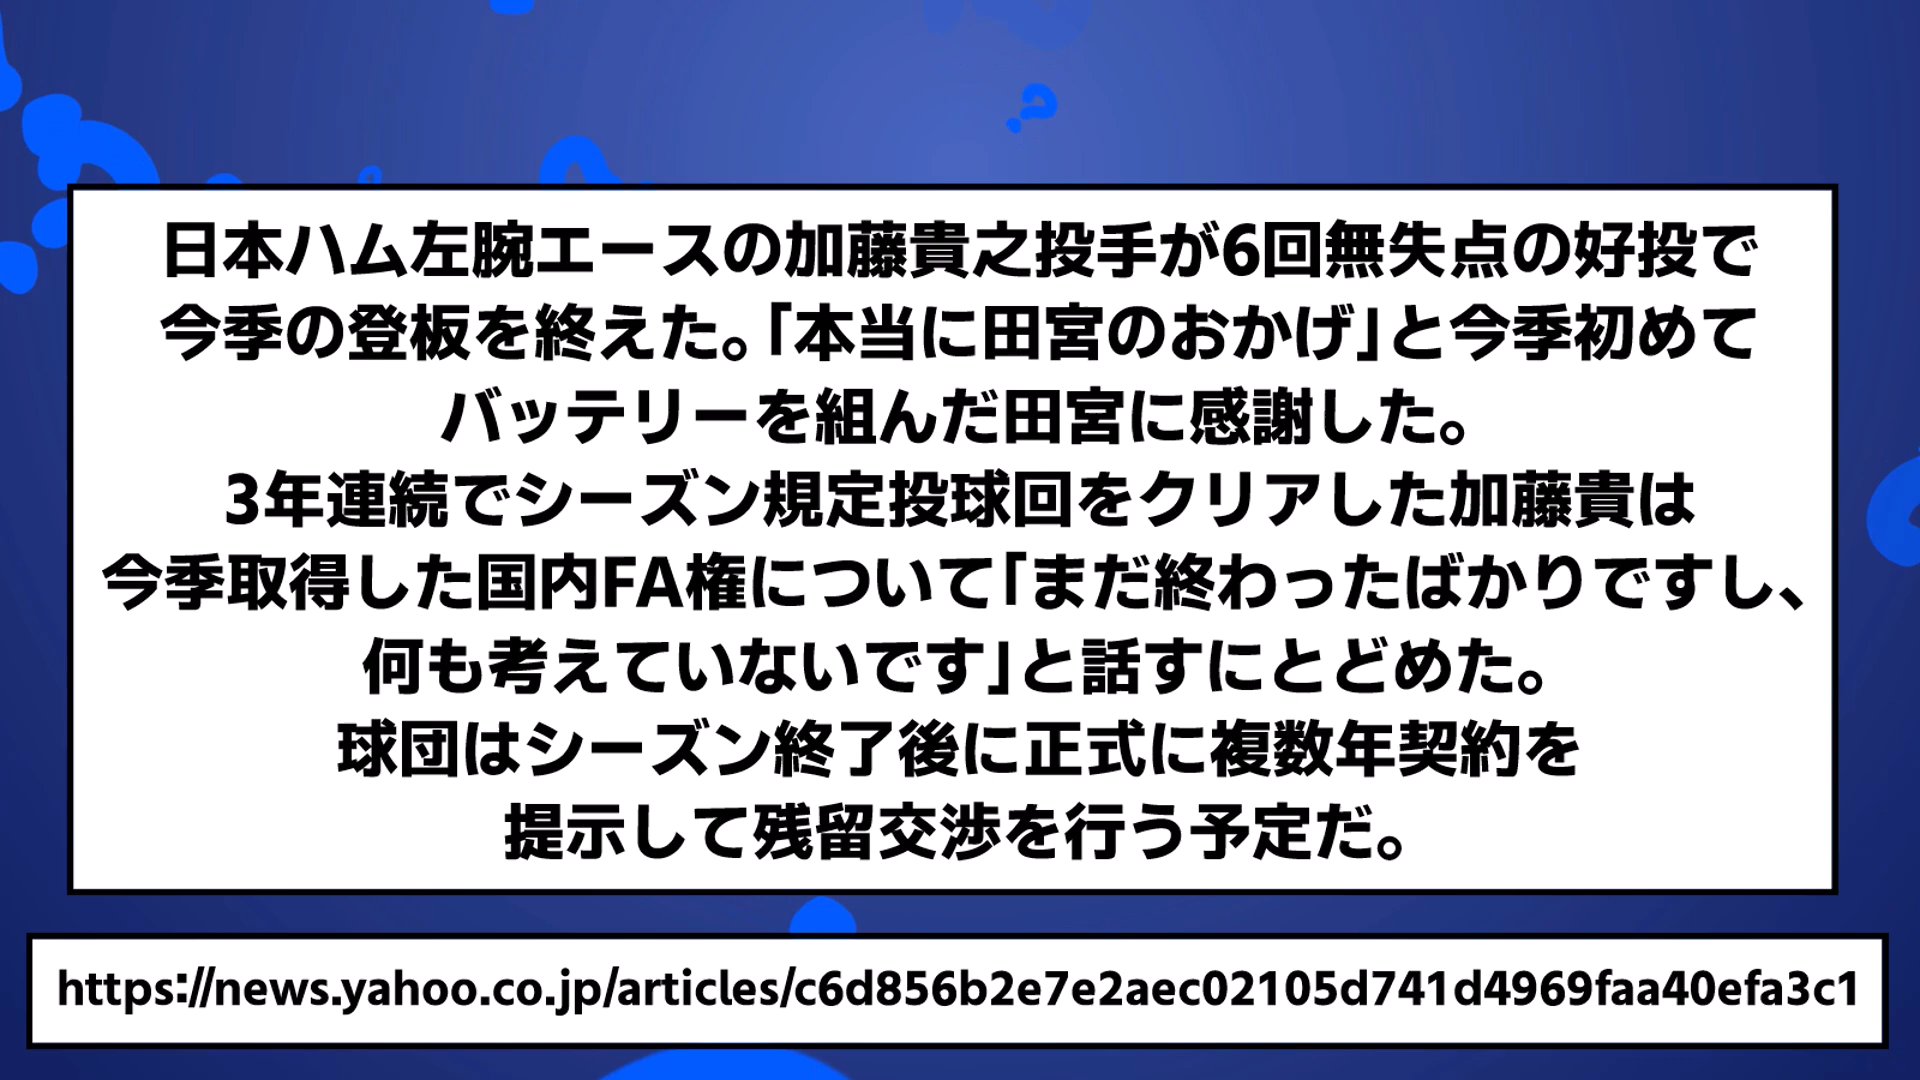 日本ハム左腕エースの加藤貴之投手が6回無失点の好投で
今季の登板を終えた。「本当に田宮のおかげ」と今季初めて
バッテリーを組んだ田宮に感謝した。
3年連続でシーズン規定投球回をクリアした加藤貴は
今季取得した国内FA権について「まだ終わったばかりですし、
何も考えていないです」と話すにとどめた。
球団はシーズン終了後に正式に複数年契約を
提示して残留交渉を行う予定だ。
https://news.yahoo.co.jp/articles/c6d856b2e7e2aec02105d741d4969faa40efa3c1